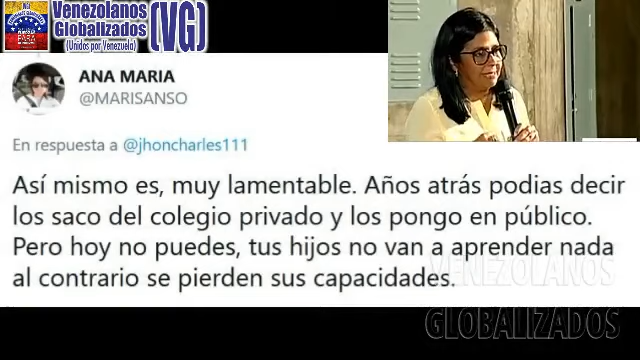 Venezolanos
Globalizados
(Unidos por Venezuela)
(VG)
ANA MARIA
@MARISANSO
En respuesta a @jhoncharles111
Así mismo es, muy lamentable. Años atrás podias decir
los saco del colegio privado y los pongo en público.
Pero hoy no puedes, tus hijos no van a aprender nada
al contrario se pierden sus capacidades.
VENEZOLANOS
GLOBALIZADOS